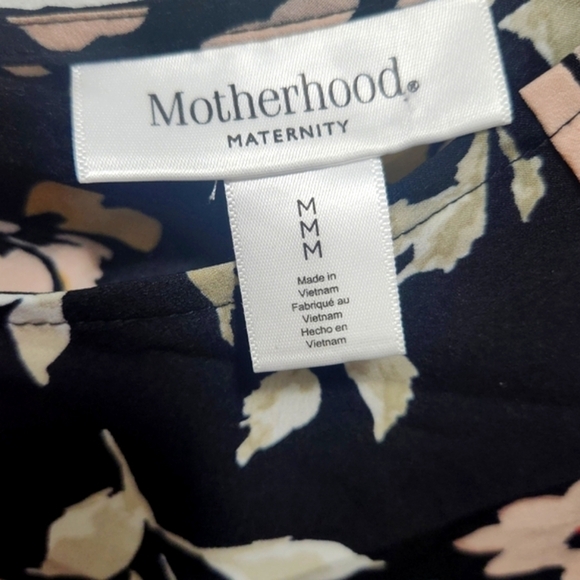 Motherhood®
MATERNITY
M
M
M
Made in
Vietnam
Fabriqué au
Vietnam
Hecho en
Vietnam